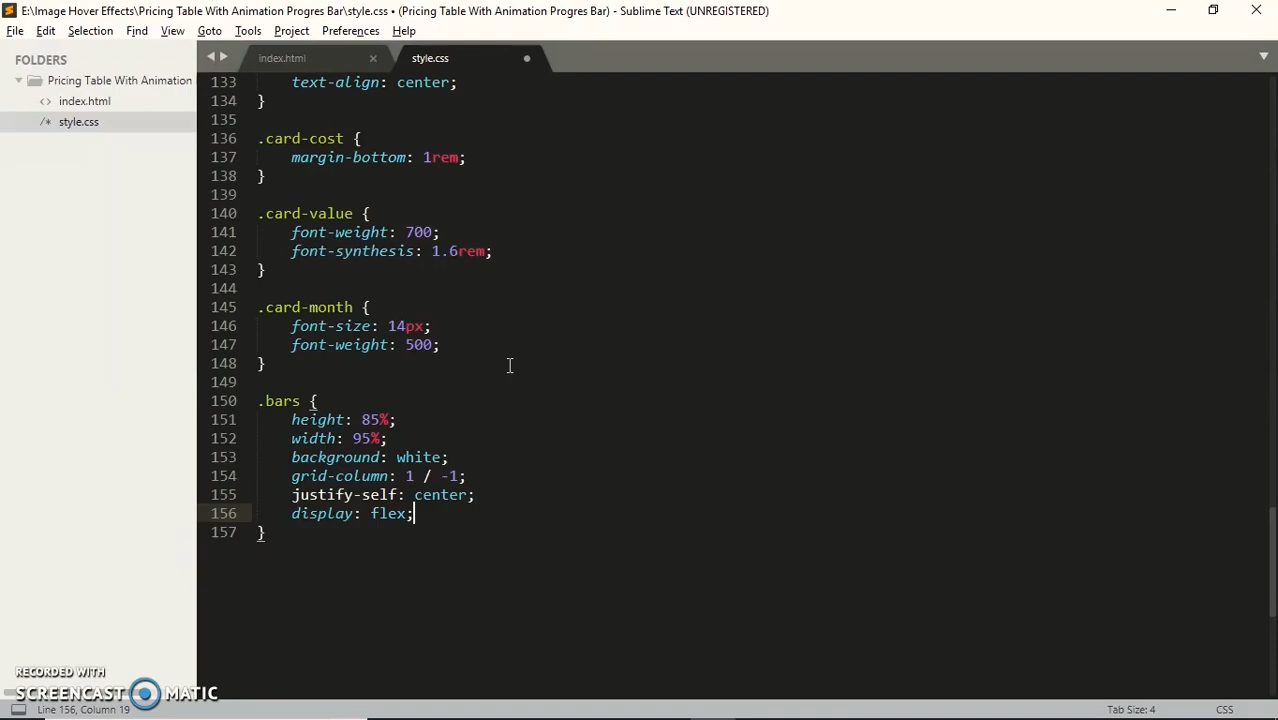 E:\Image Hover Effects\Pricing Table With Animation Progres Bar\style.css • (Pricing Table With Animation Progres Bar) - Sublime Text (UNREGISTERED)
File Edit Selection Find View Goto Tools Project Preferences Help
FOLDERS
Pricing Table With Animation
<> index.html
/* style.css
index.html
style.css
133 text-align: center;
134 }
135
136 .card-cost {
137 margin-bottom: 1rem;
138 }
139
140 .card-value {
141 font-weight: 700;
142 font-synthesis: 1.6rem;
143 }
144
145 .card-month {
146 font-size: 14px;
147 font-weight: 500;
148 }
149
150 .bars {
151 height: 85%;
152 width: 95%;
153 background: white;
154 grid-column: 1 / -1;
155 justify-self: center;
156 display: flex;
157 }
RECORDED WITH
SCREENCAST MATIC
Line 156, Column 19
Tab Size: 4
CSS